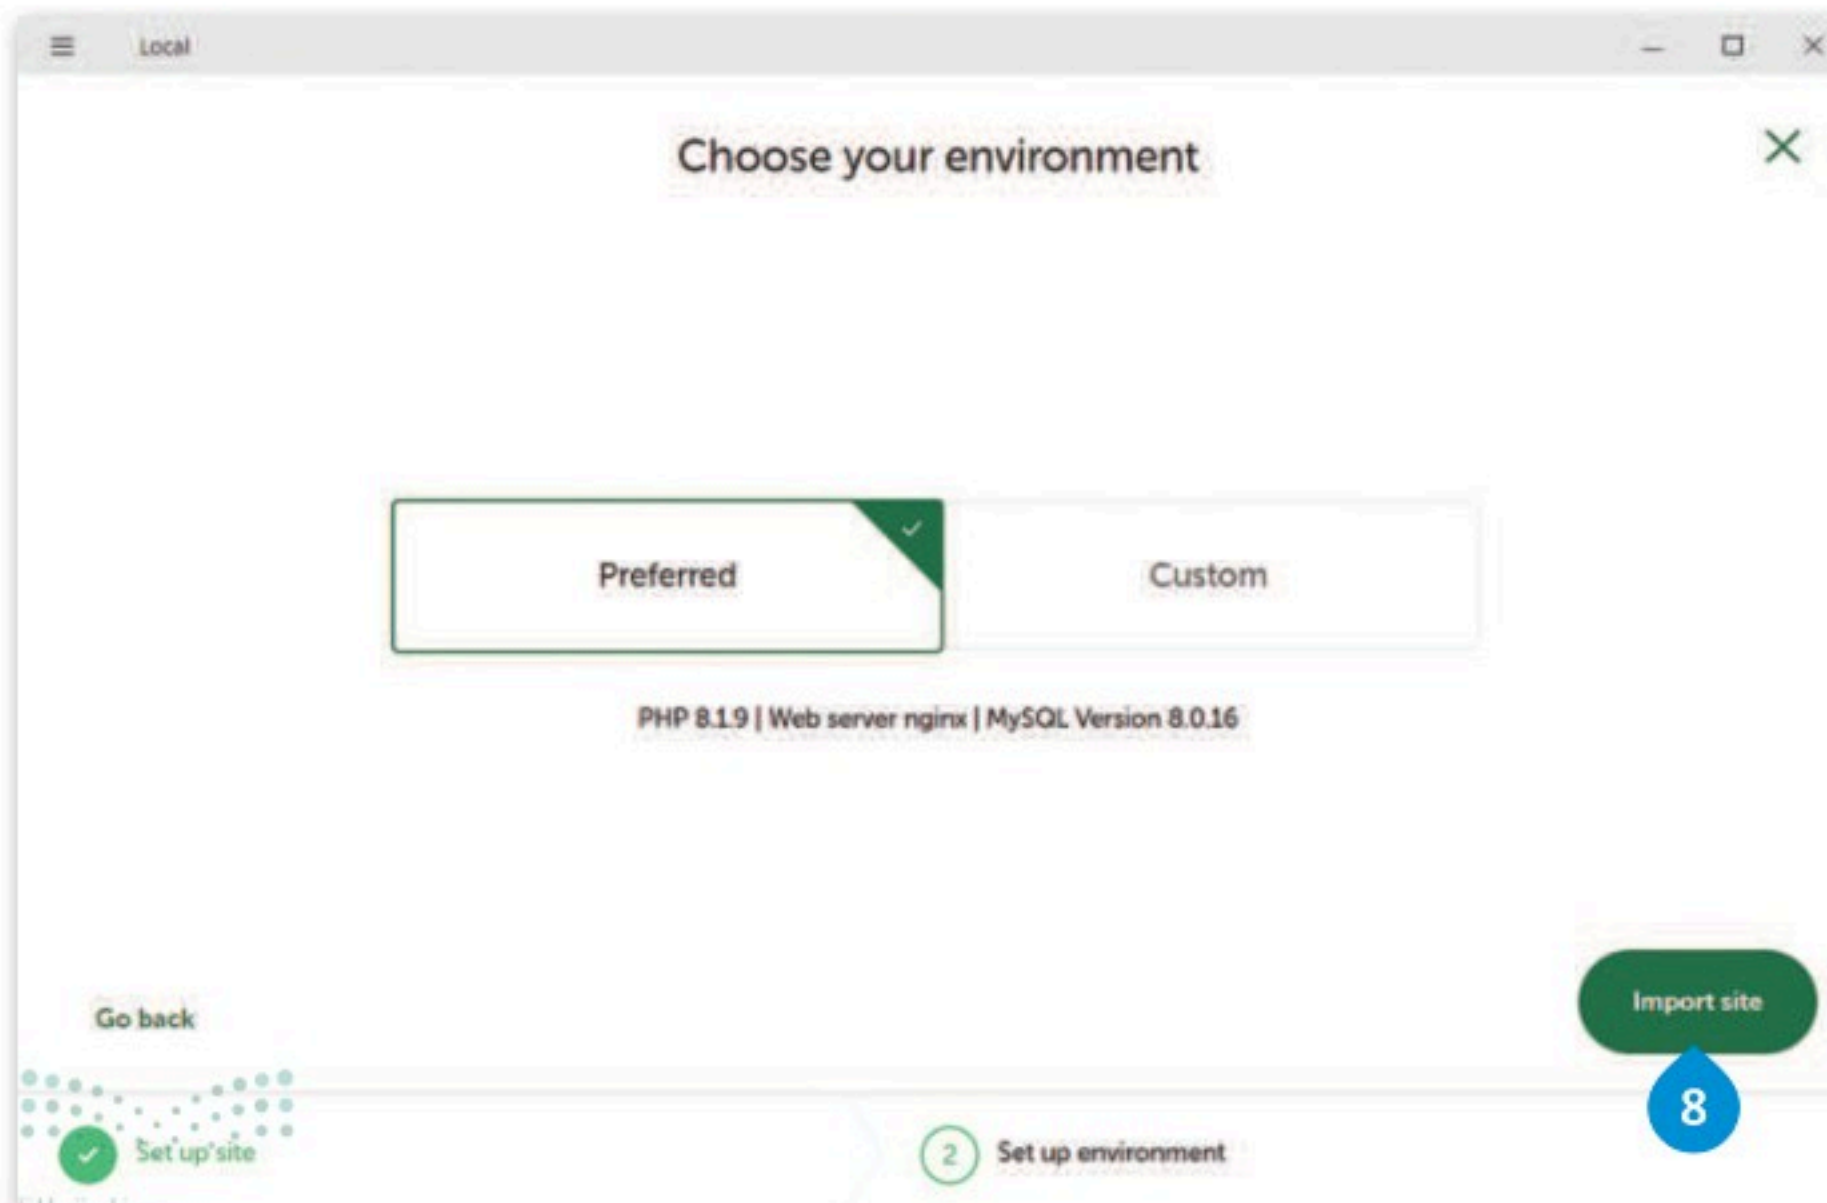 Local
Choose your environment
Preferred
Custom
PHP 8.1.9 | Web server nginx | MySQL Version 8.0.16
Import site
Go back
8
Set up site
2
Set up environment